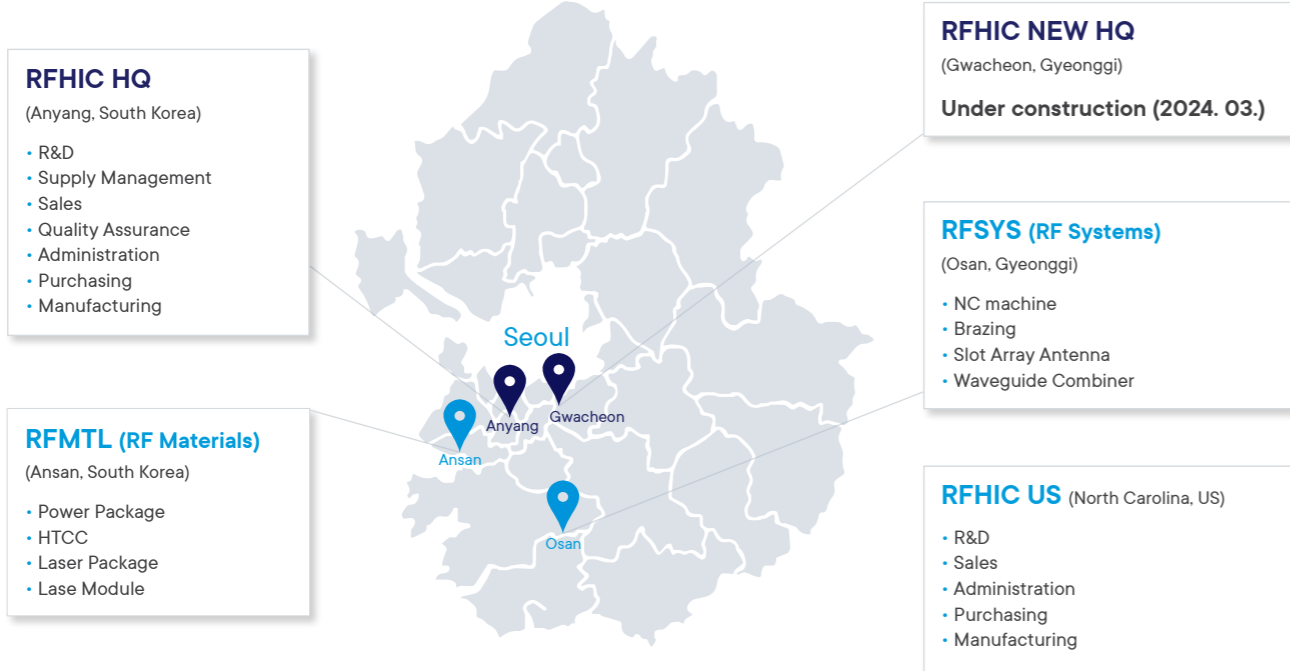 RFHIC HQ
(Anyang, South Korea)
• R&D
• Supply Management
• Sales
• Quality Assurance
• Administration
• Purchasing
• Manufacturing
RFMTL (RF Materials)
(Ansan, South Korea)
• Power Package
• HTCC
• Laser Package
• Lase Module
Seoul
Anyang
Gwacheon
Ansan
Osan
RFHIC NEW HQ
(Gwacheon, Gyeonggi)
Under construction (2024. 03.)
RFSYS (RF Systems)
(Osan, Gyeonggi)
• NC machine
• Brazing
• Slot Array Antenna
• Waveguide Combiner
RFHIC US (North Carolina, US)
• R&D
• Sales
• Administration
• Purchasing
• Manufacturing